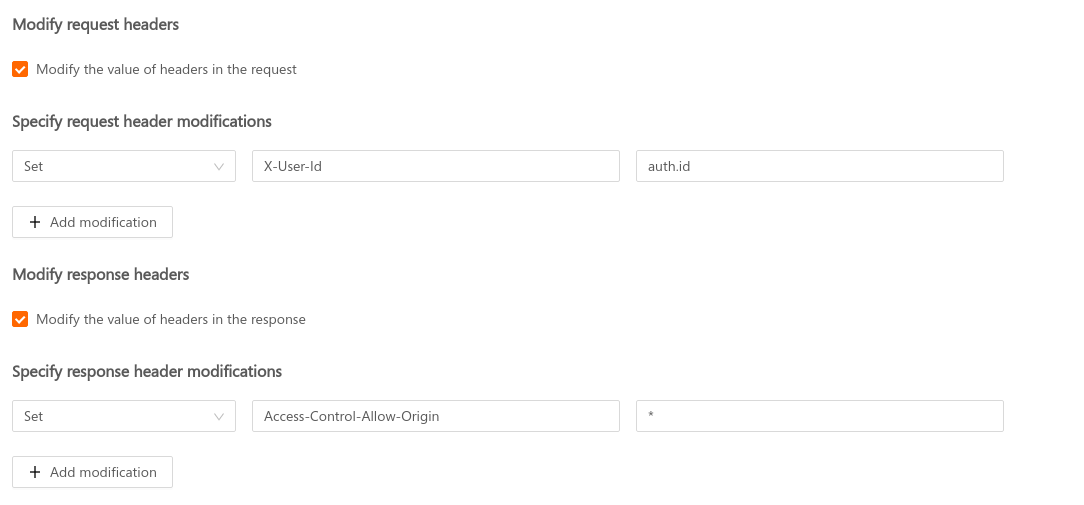 Modify request headers
Modify the value of headers in the request
Specify request header modifications
Set X-User-Id auth.id
Add modification
Modify response headers
Modify the value of headers in the response
Specify response header modifications
Set Access-Control-Allow-Origin *
Add modification